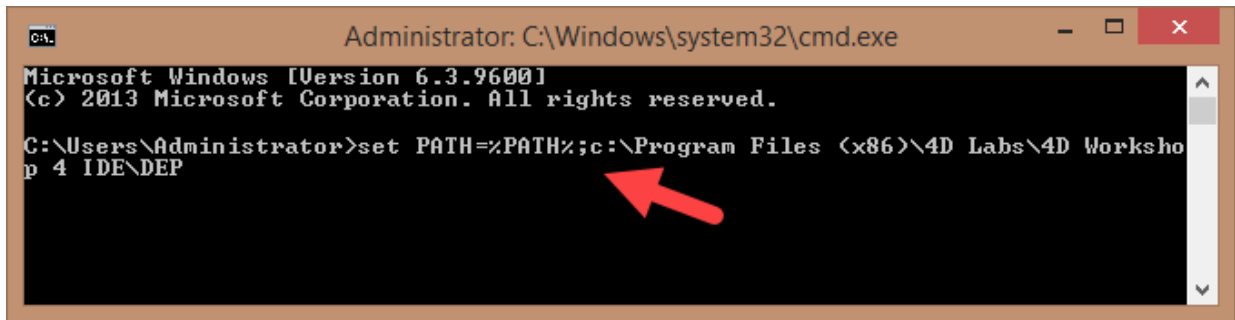 Administrator: C:\Windows\system32\cmd.exe
Microsoft Windows [Version 6.3.9600]
(c) 2013 Microsoft Corporation. All rights reserved.
C:\Users\Administrator>set PATH=%PATH%;c:\Program Files (x86)\4D Labs\4D Worksho
p 4 IDE\DEP